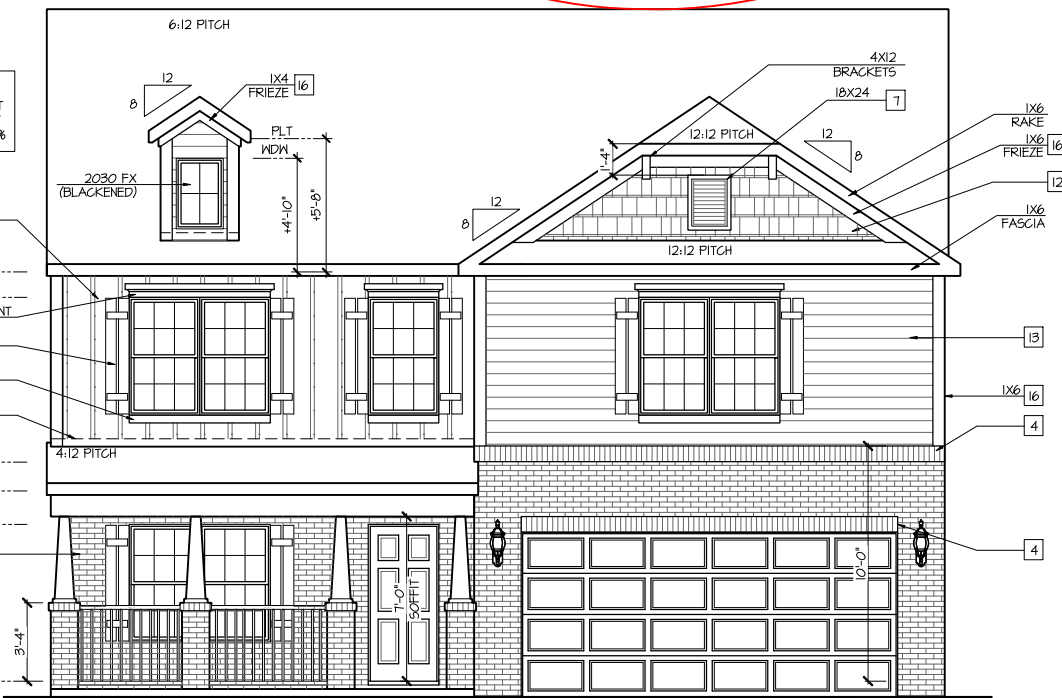 6:12 PITCH
12
8
1X4
FRIEZE 16
PLT
WDW
2030 FX
(BLACKENED)
+4'-10"
+5'-8"
4X12
BRACKETS
18X24 7
12:12 PITCH
1'-4"
12
8
1X6
RAKE
1X6
FRIEZE 16
12
1X6
FASCIA
12
8
12:12 PITCH
T
%
NT
13
1X6 16
4
4:12 PITCH
4
7'-0"
SOFFIT
10'-0"
3'-4"